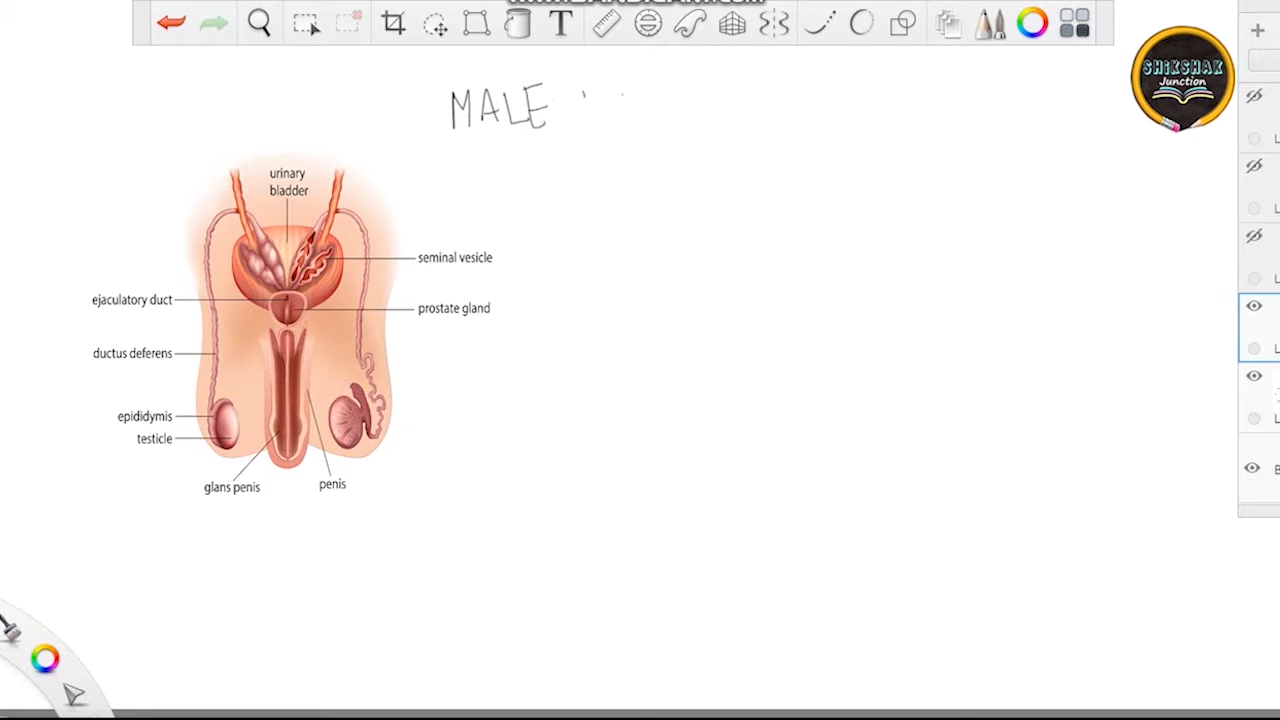 MALE
SHIKSHAK
Junction
urinary
bladder
seminal vesicle
ejaculatory duct
prostate gland
ductus deferens
epididymis
testicle
glans penis
penis